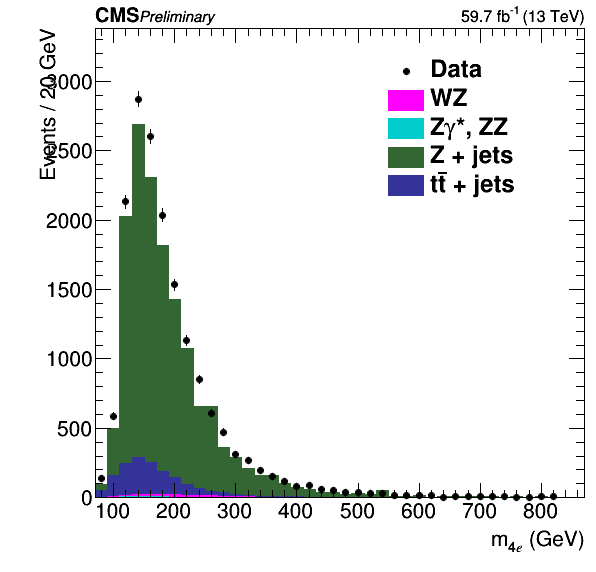 CMS Preliminary 59.7 fb⁻¹ (13 TeV)
Events / 20 GeV
3000
2500
2000
1500
1000
500
0
Data
WZ
Zγ*, ZZ
Z + jets
tt̄ + jets
100 200 300 400 500 600 700 800
m₄ₑ (GeV)